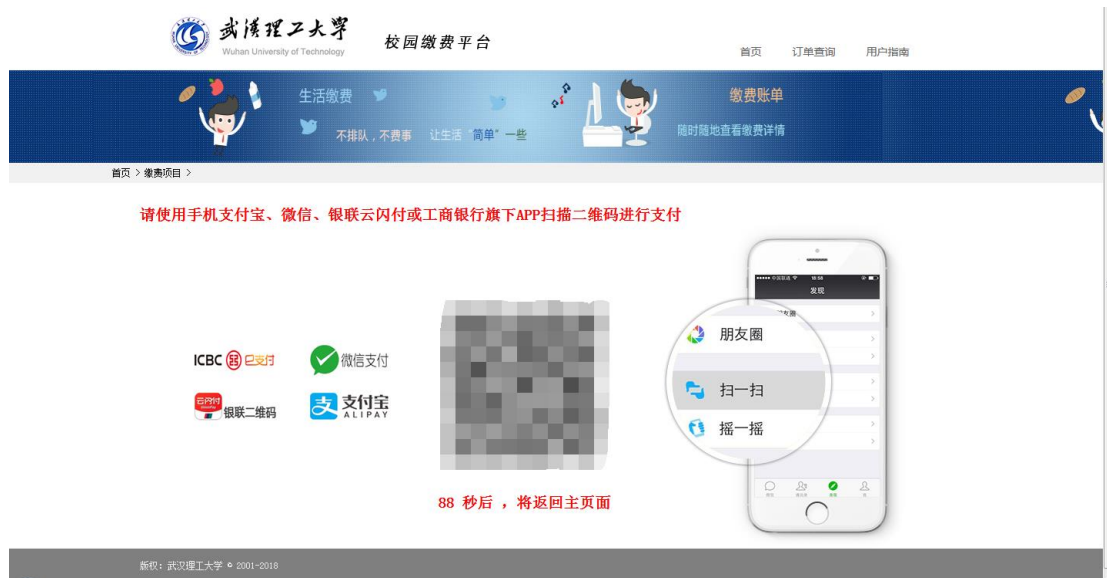 武汉理工大学
Wuhan University of Technology
校园缴费平台
首页 订单查询 用户指南
生活缴费
不排队，不费事 让生活“简单”一些
缴费账单
随时随地查看缴费详情
首页 > 缴费项目 >
请使用手机支付宝、微信、银联云闪付或工商银行旗下APP扫描二维码进行支付
发现
朋友圈
扫一扫
摇一摇
ICBC e支付
微信支付
云闪付
银联二维码
支付宝
ALIPAY
88 秒后 ，将返回主页面
版权：武汉理工大学 © 2001-2018